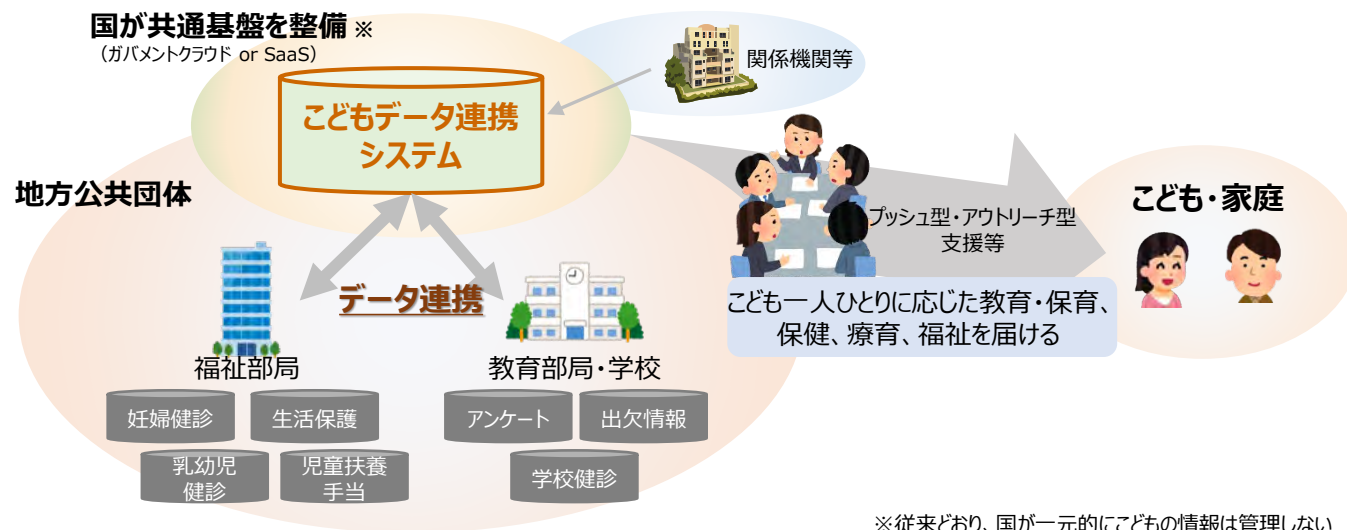 国が共通基盤を整備 ※
（ガバメントクラウド or SaaS）
関係機関等
こどもデータ連携
システム
地方公共団体
こども・家庭
プッシュ型・アウトリーチ型
支援等
データ連携
こども一人ひとりに応じた教育・保育、
保健、療育、福祉を届ける
福祉部局
教育部局・学校
妊婦健診
生活保護
アンケート
出欠情報
乳幼児
健診
児童扶養
手当
学校健診
※従来どおり、国が一元的にこどもの情報は管理しない